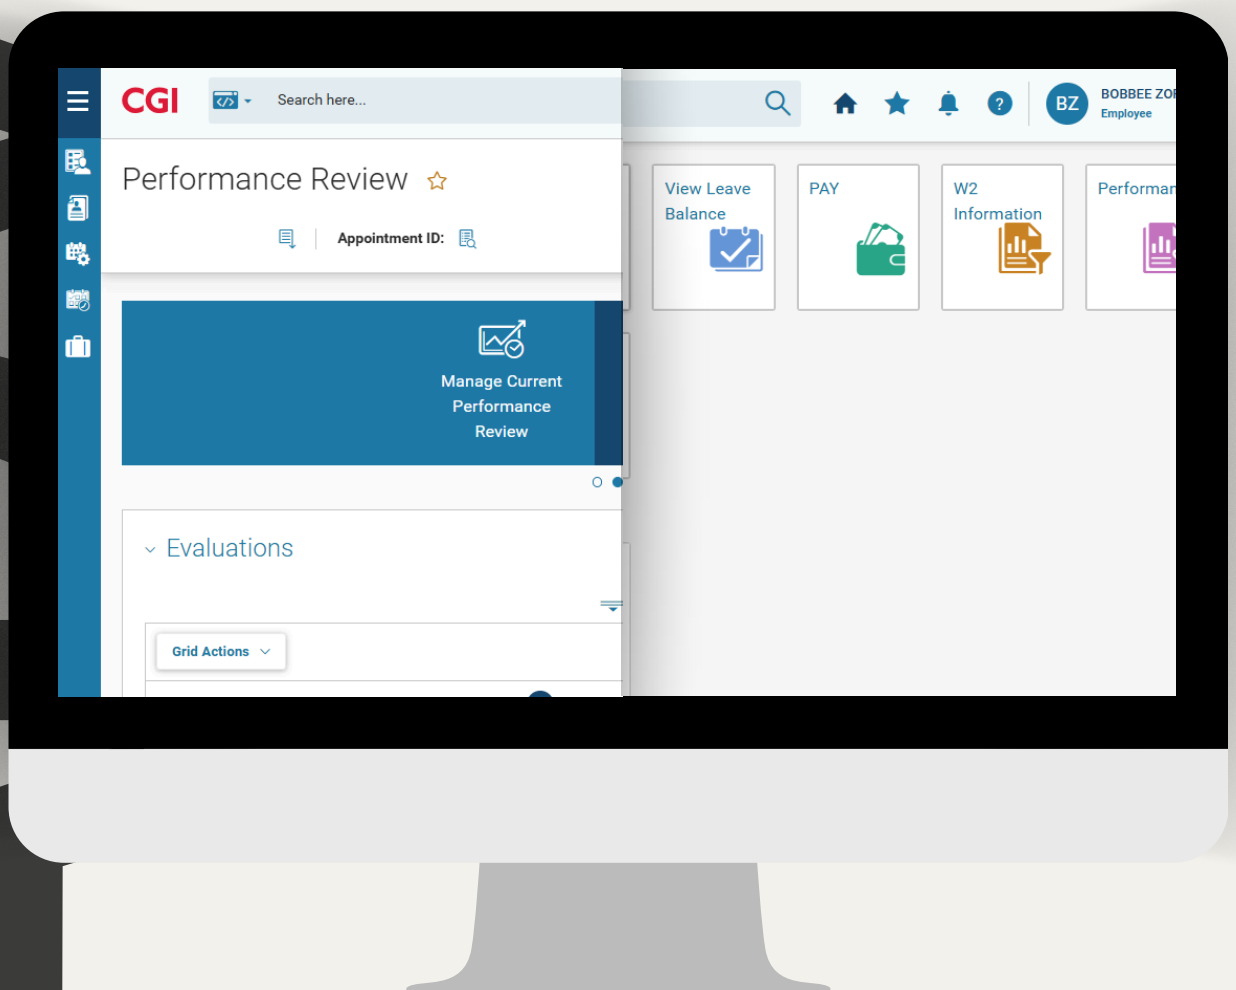 CGI
Search here...
BZ
BOBBEE ZOR
Employee
Performance Review
Appointment ID:
View Leave
Balance
PAY
W2
Information
Performan
Manage Current
Performance
Review
Evaluations
Grid Actions